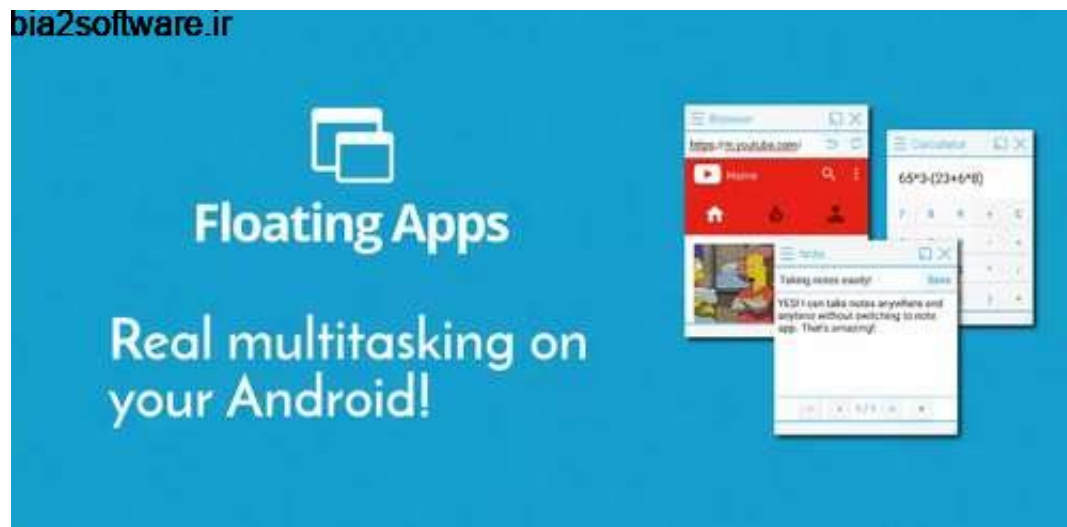 bia2software.ir
Floating Apps
Real multitasking on
your Android!
Browser
https://m.youtube.com/
Home
Calculator
65*3-(23+6*8)
Note
Taking notes easily!
Save
YES! I can take notes anywhere and
anytime without switching to note
app. That's amazing!